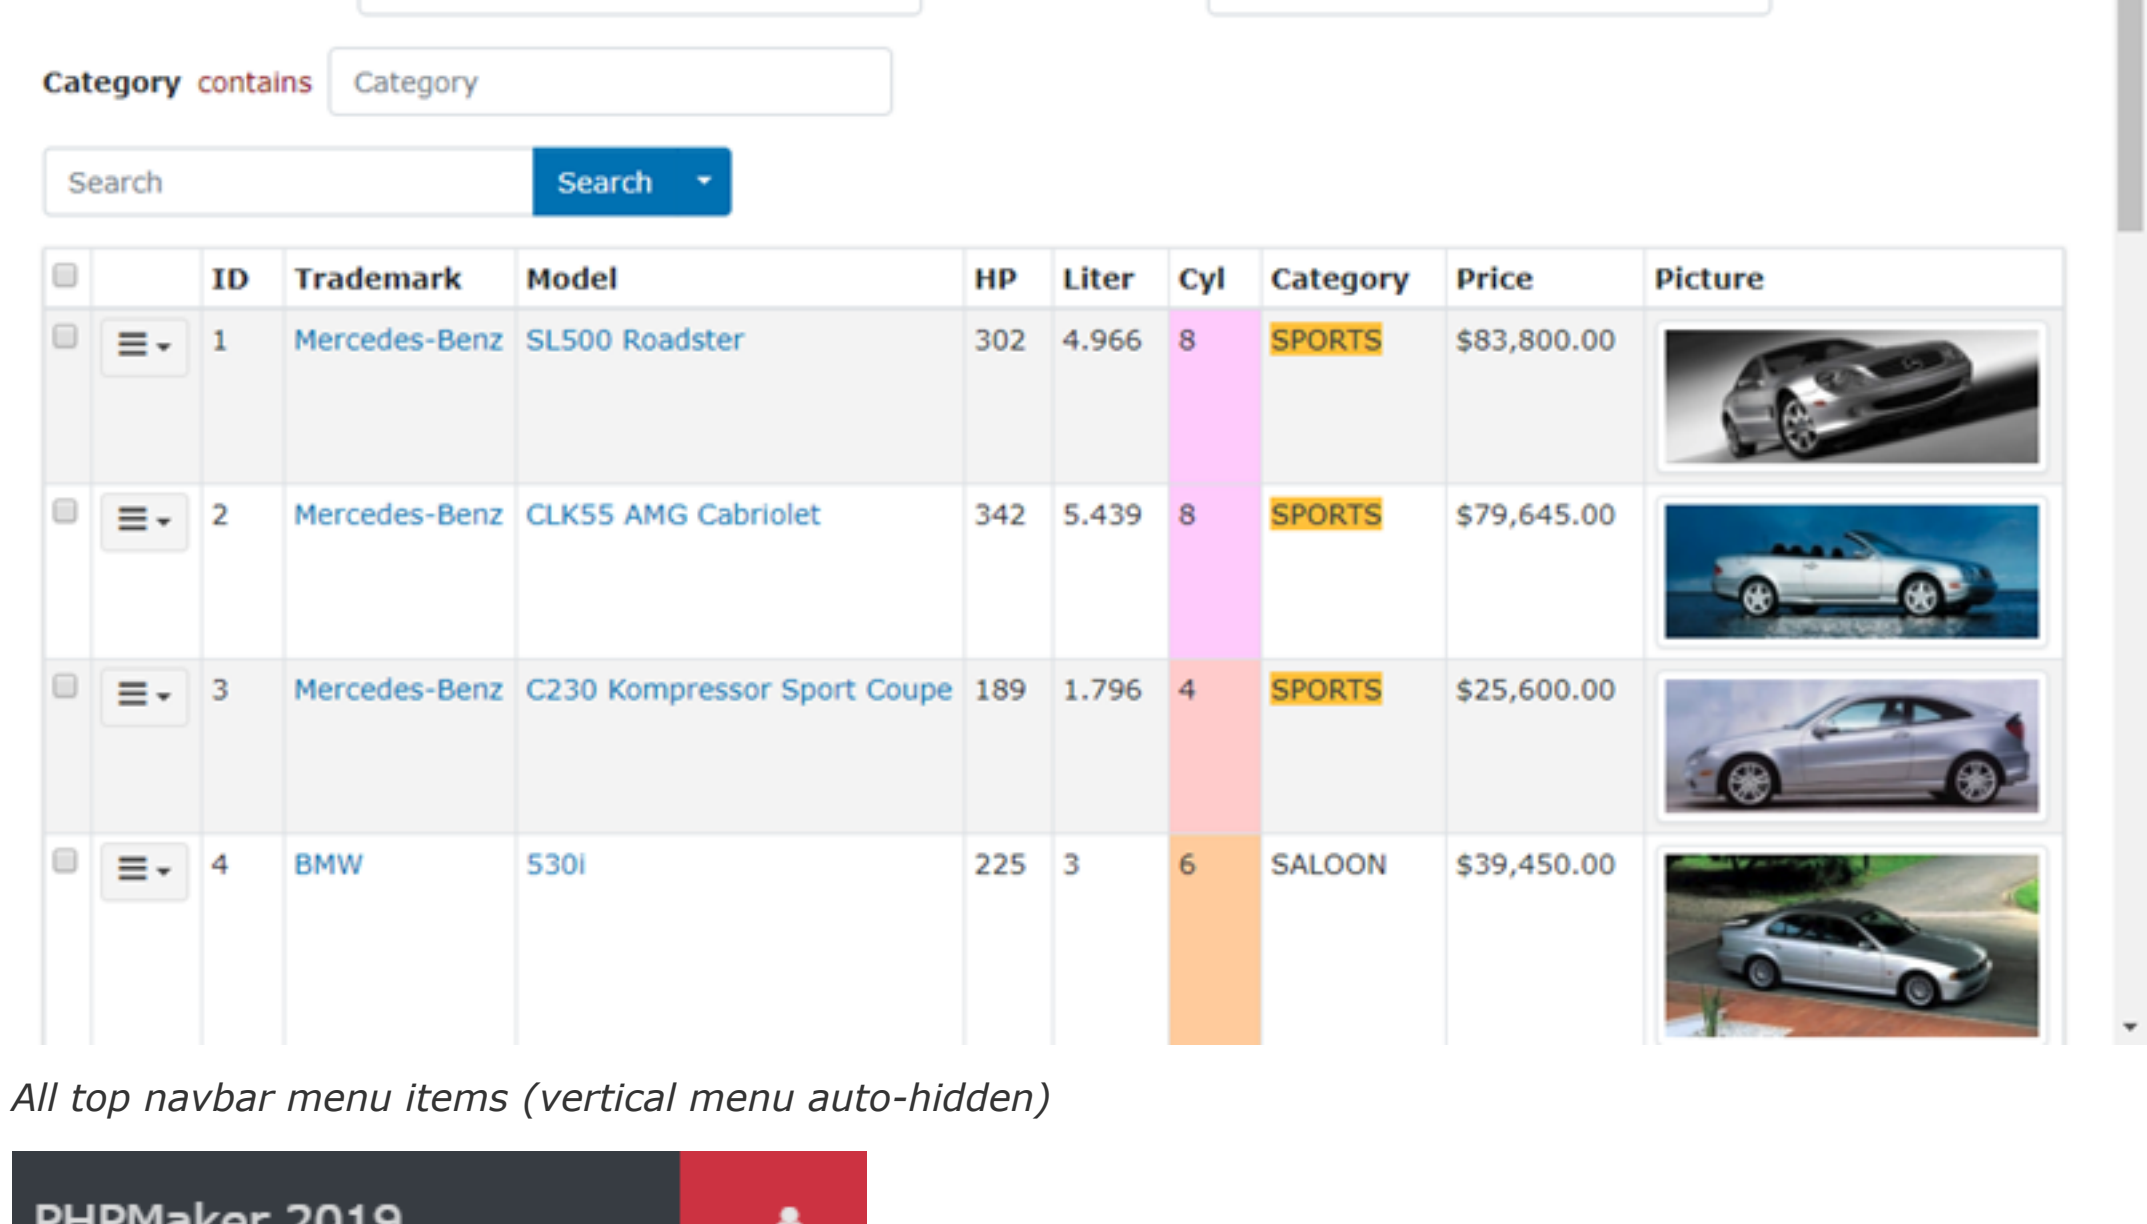 Category contains Category
Search Search
ID Trademark Model HP Liter Cyl Category Price Picture
1 Mercedes-Benz SL500 Roadster 302 4.966 8 SPORTS $83,800.00
2 Mercedes-Benz CLK55 AMG Cabriolet 342 5.439 8 SPORTS $79,645.00
3 Mercedes-Benz C230 Kompressor Sport Coupe 189 1.796 4 SPORTS $25,600.00
4 BMW 530i 225 3 6 SALOON $39,450.00
All top navbar menu items (vertical menu auto-hidden)
PHPMaker 2019